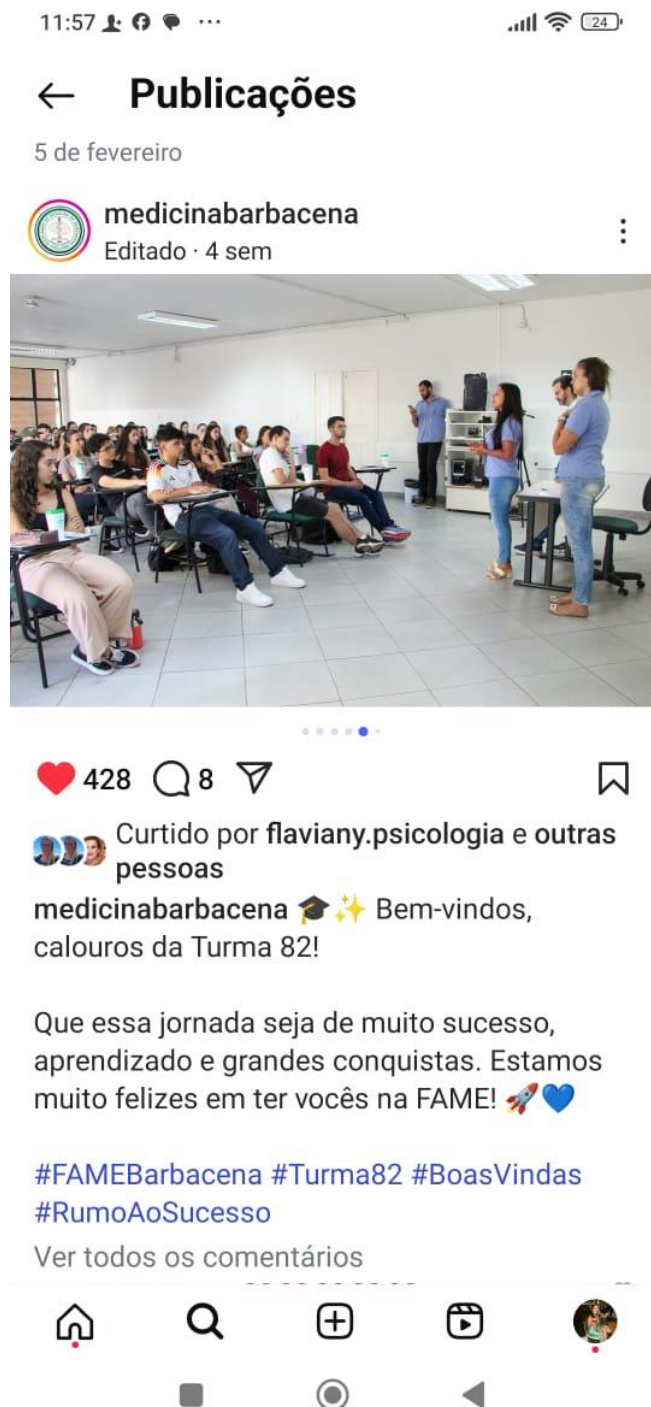 11:57
24
Publicações
5 de fevereiro
medicinabarbacena
Editado · 4 sem
428
8
Curtido por flaviany.psicologia e outras
pessoas
medicinabarbacena 🎓✨ Bem-vindos,
calouros da Turma 82!
Que essa jornada seja de muito sucesso,
aprendizado e grandes conquistas. Estamos
muito felizes em ter vocês na FAME! 🚀💙
#FAMEBarbacena #Turma82 #BoasVindas
#RumoAoSucesso
Ver todos os comentários